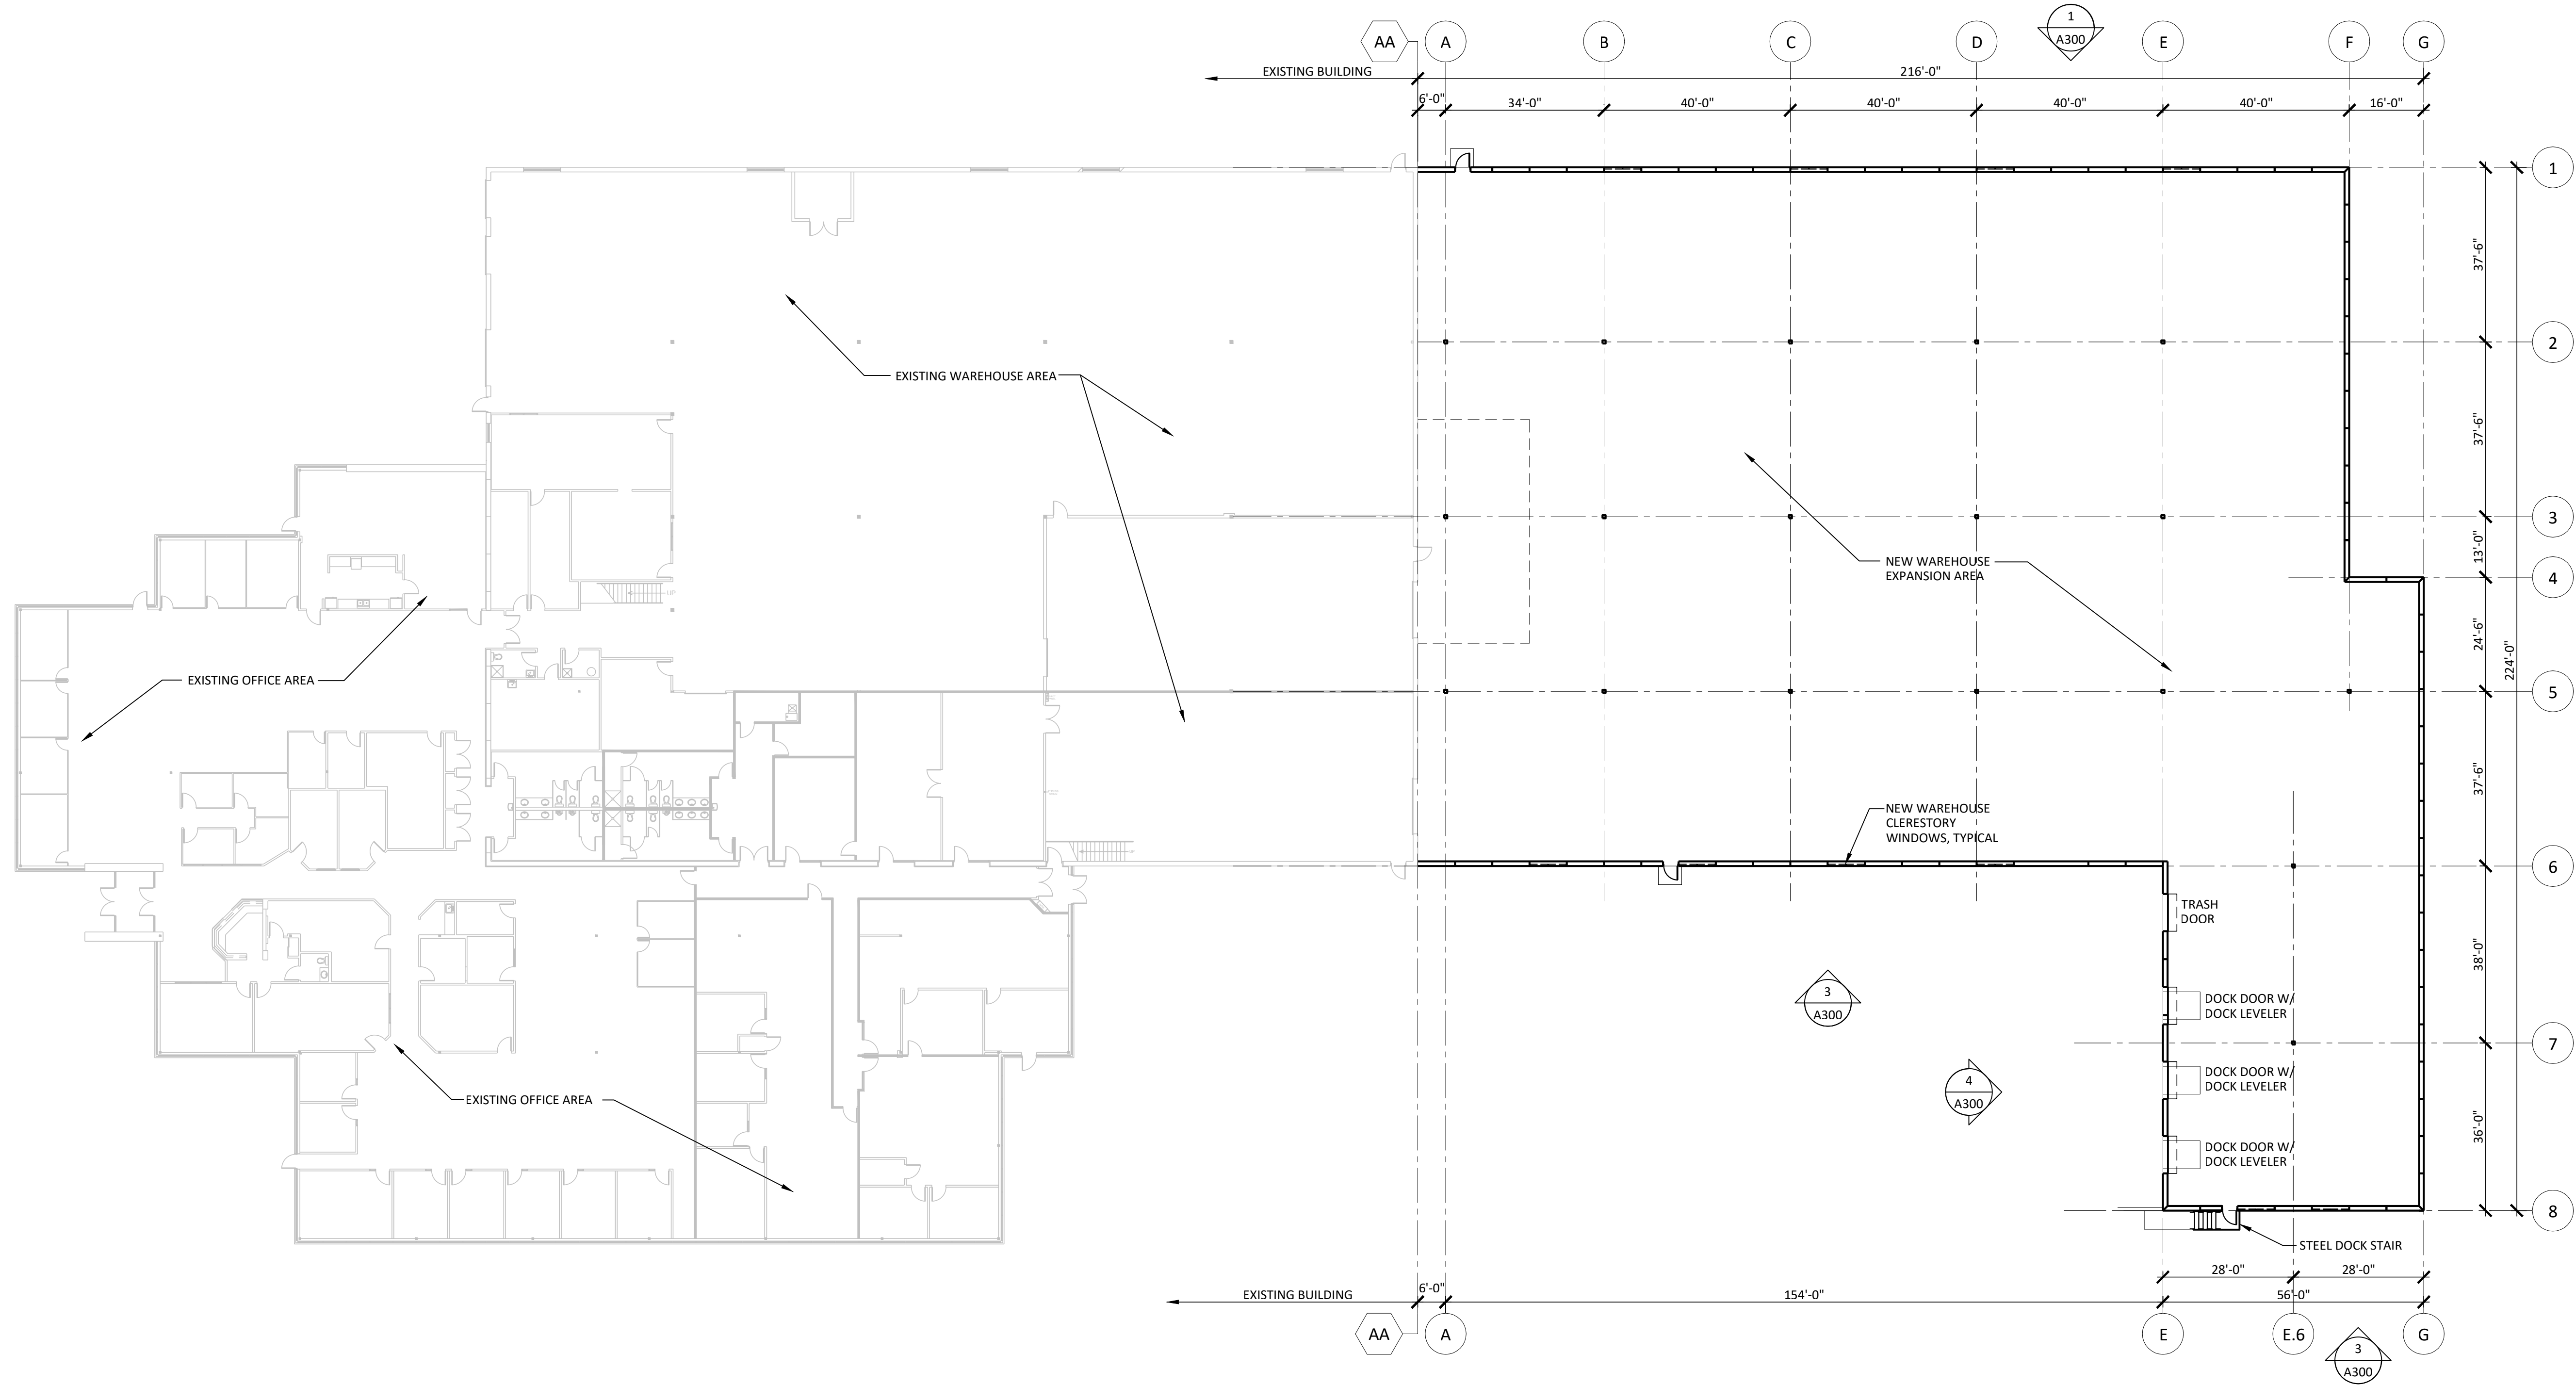 1
A300
AA
A
B
C
D
E
F
G
EXISTING BUILDING
216'-0"
6'-0"
34'-0"
40'-0"
40'-0"
40'-0"
40'-0"
16'-0"
1
37'-6"
2
EXISTING WAREHOUSE AREA
37'-6"
3
13'-0"
NEW WAREHOUSE
EXPANSION AREA
4
UP
24'-6"
224'-0"
EXISTING OFFICE AREA
5
37'-6"
NEW WAREHOUSE
CLERESTORY
WINDOWS, TYPICAL
6
TRASH
DOOR
38'-0"
3
A300
DOCK DOOR W/
DOCK LEVELER
7
4
A300
DOCK DOOR W/
DOCK LEVELER
EXISTING OFFICE AREA
36'-0"
DOCK DOOR W/
DOCK LEVELER
8
STEEL DOCK STAIR
28'-0"
28'-0"
EXISTING BUILDING
6'-0"
154'-0"
56'-0"
AA
A
E
E.6
G
3
A300